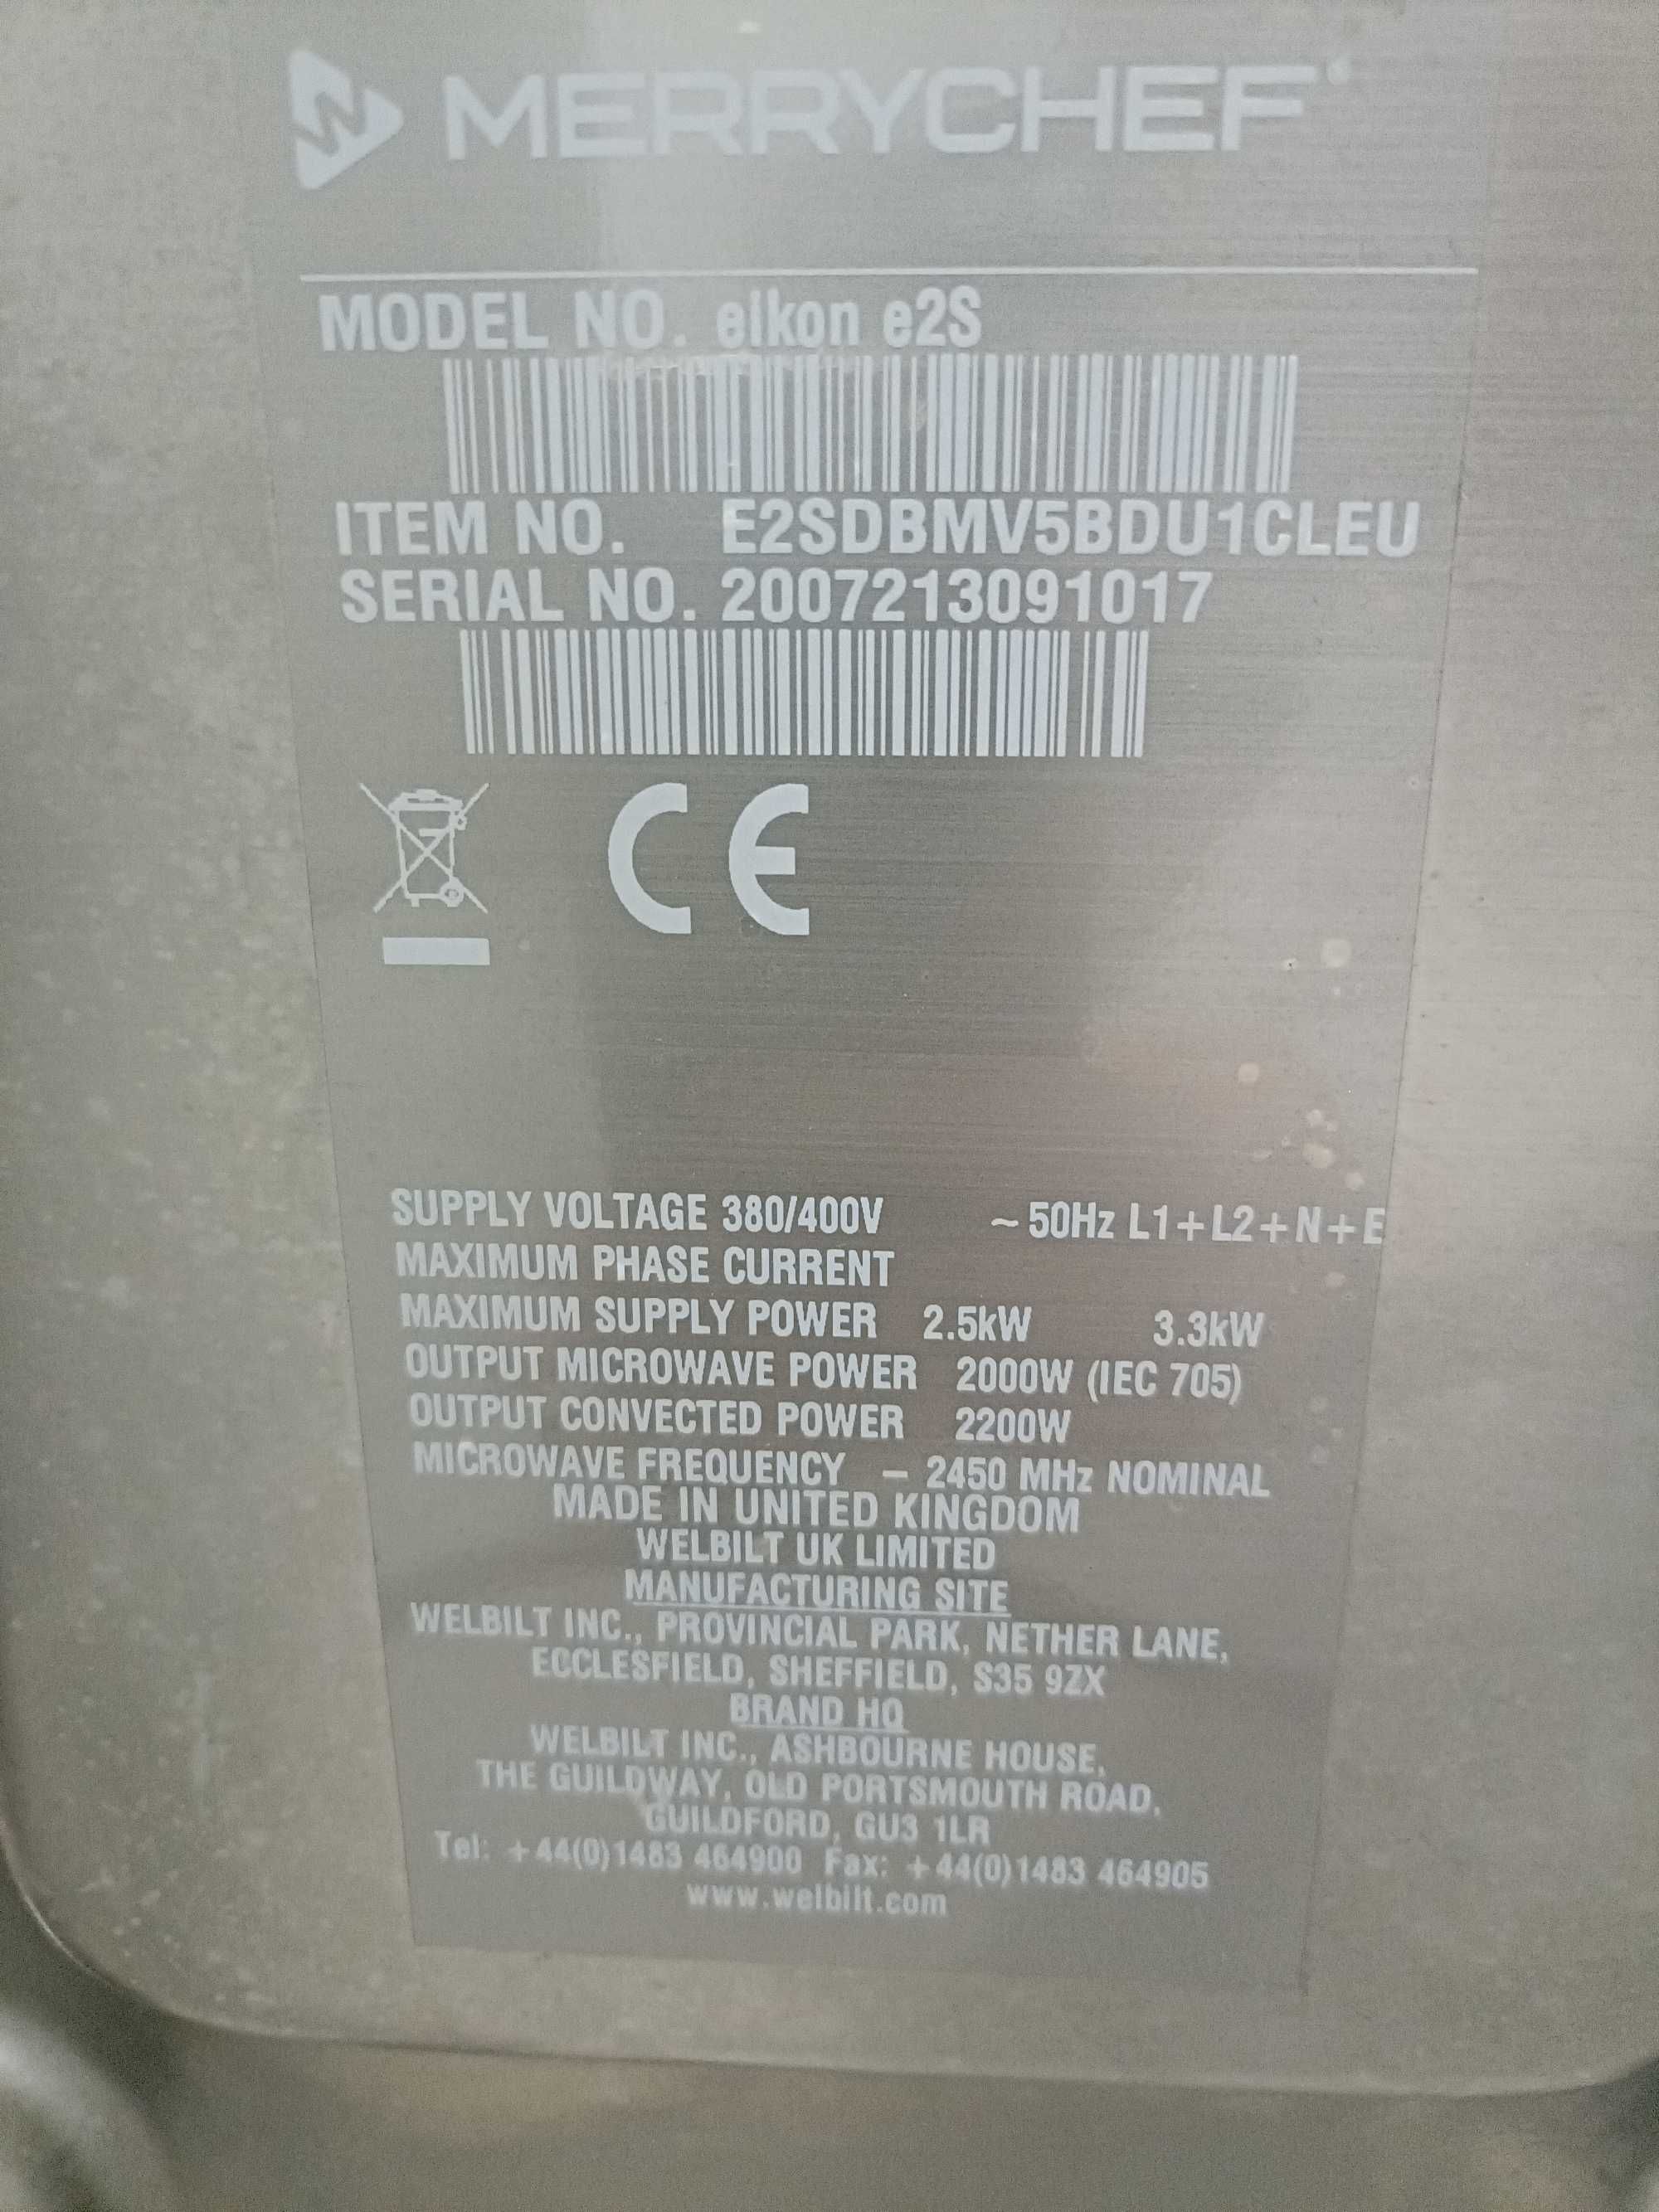 MERRYCHEF
MODEL NO. eikon e2S
ITEM NO. E2SDBMV5BDU1CLEU
SERIAL NO. 2007213091017
CE
SUPPLY VOLTAGE 380/400V ~ 50Hz L1+L2+N+E
MAXIMUM PHASE CURRENT
MAXIMUM SUPPLY POWER 2.5kW 3.3kW
OUTPUT MICROWAVE POWER 2000W (IEC 705)
OUTPUT CONVECTED POWER 2200W
MICROWAVE FREQUENCY – 2450 MHz NOMINAL
MADE IN UNITED KINGDOM
WELBILT UK LIMITED
MANUFACTURING SITE
WELBILT INC., PROVINCIAL PARK, NETHER LANE,
ECCLESFIELD, SHEFFIELD, S35 9ZX
BRAND HQ
WELBILT INC., ASHBOURNE HOUSE,
THE GUILDWAY, OLD PORTSMOUTH ROAD,
GUILDFORD, GU3 1LR
Tel: +44(0)1483 464900 Fax: +44(0)1483 464905
www.welbilt.com